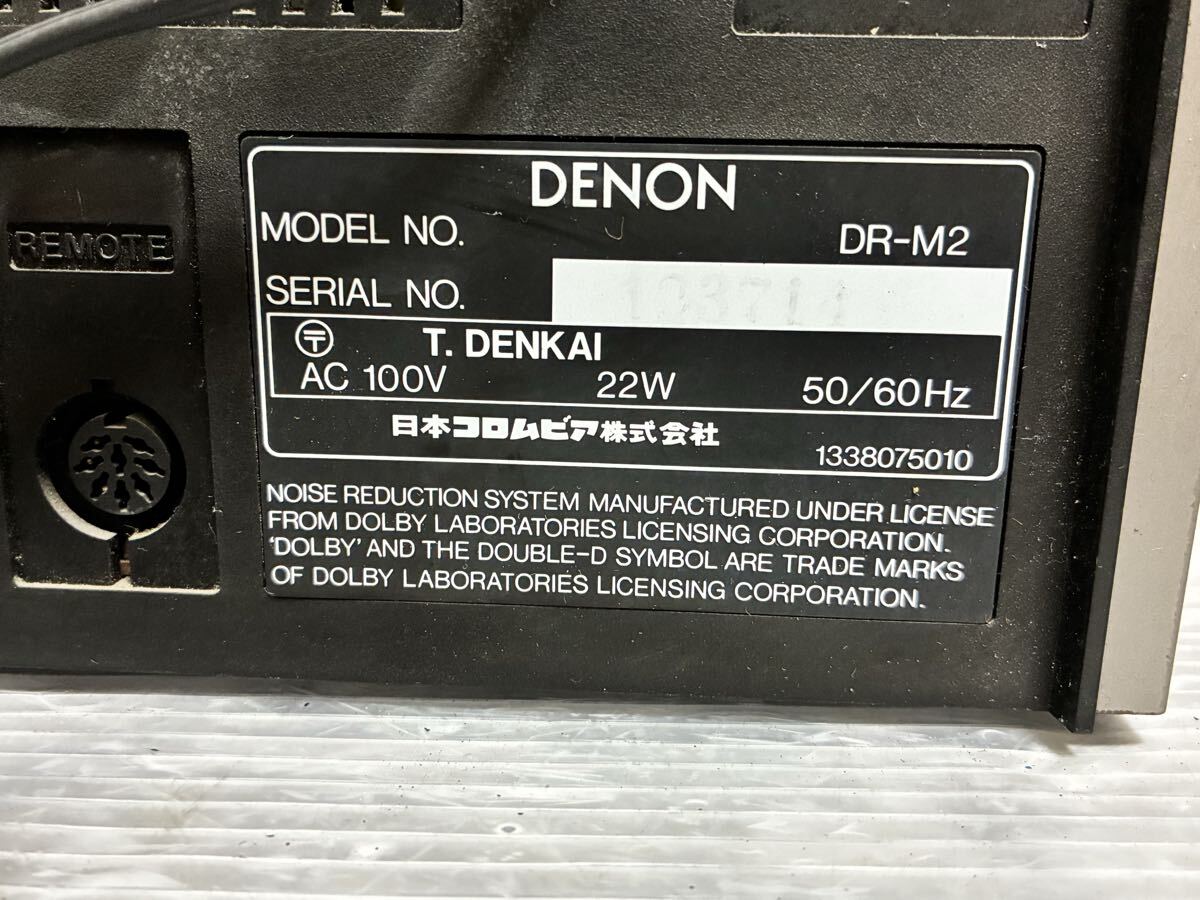 REMOTE
DENON
MODEL NO. DR-M2
SERIAL NO.
〒 T. DENKAI
AC 100V 22W 50/60Hz
日本コロムビア株式会社
1338075010
NOISE REDUCTION SYSTEM MANUFACTURED UNDER LICENSE
FROM DOLBY LABORATORIES LICENSING CORPORATION.
'DOLBY' AND THE DOUBLE-D SYMBOL ARE TRADE MARKS
OF DOLBY LABORATORIES LICENSING CORPORATION.